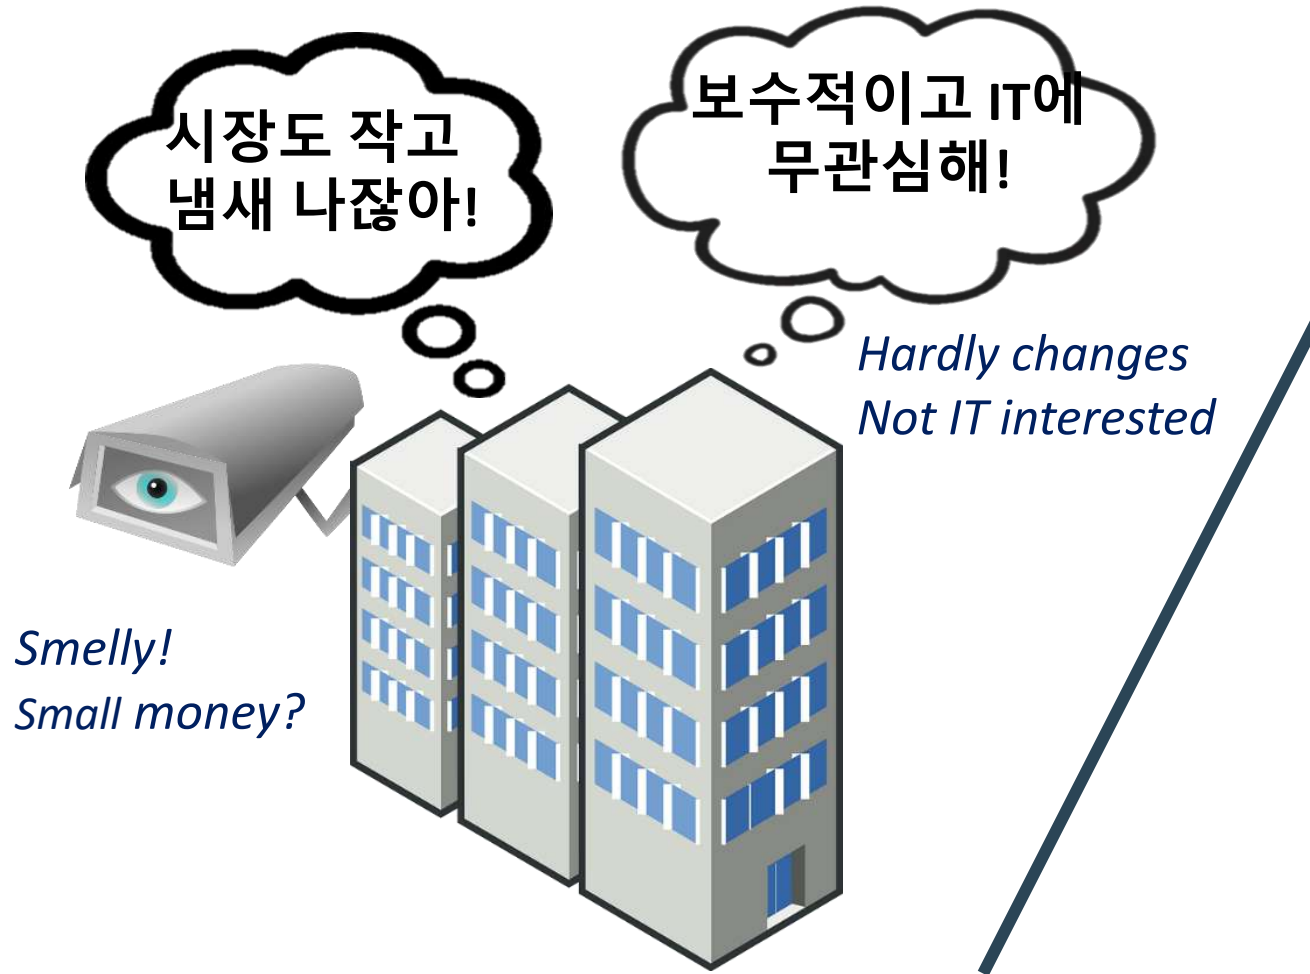 시장도 작고
냄새 나잖아!
보수적이고 IT에
무관심해!
Hardly changes
Not IT interested
Smelly!
Small money?